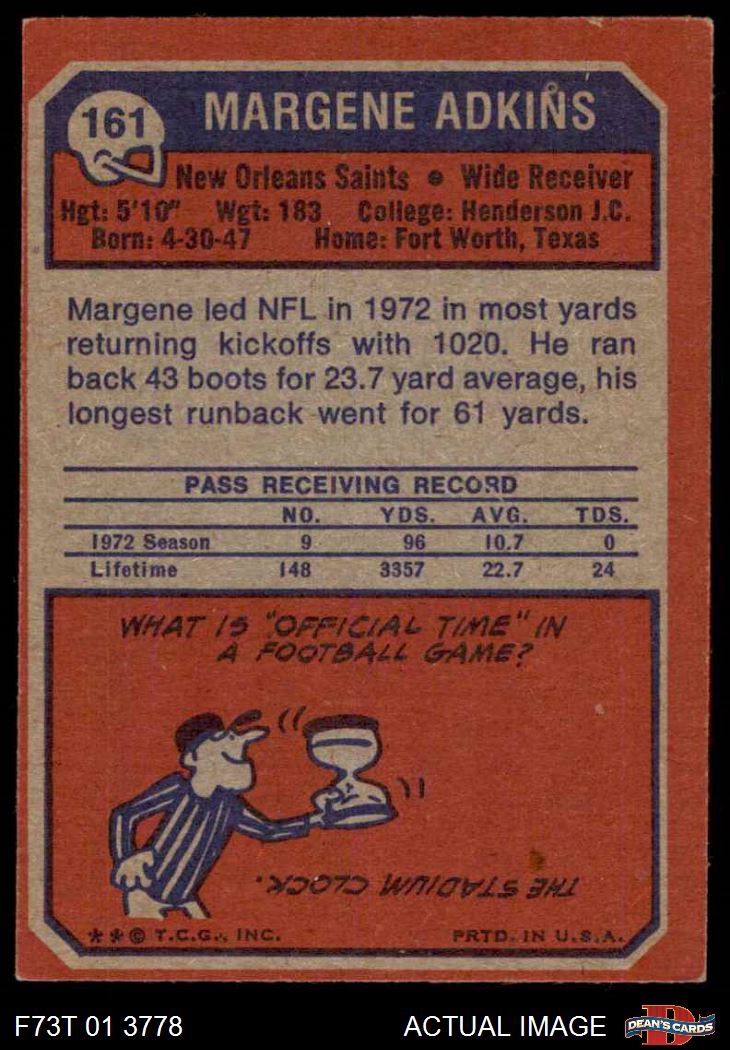 161
MARGENE ADKINS
New Orleans Saints • Wide Receiver
Hgt: 5'10" Wgt: 183 College: Henderson J.C.
Born: 4-30-47 Home: Fort Worth, Texas
Margene led NFL in 1972 in most yards
returning kickoffs with 1020. He ran
back 43 boots for 23.7 yard average, his
longest runback went for 61 yards.
PASS RECEIVING RECORD
NO. YDS. AVG. TDS.
1972 Season 9 96 10.7 0
Lifetime 148 3357 22.7 24
WHAT IS "OFFICIAL TIME" IN
A FOOTBALL GAME?
THE STADIUM CLOCK.
** © T.C.G., INC. PRTD. IN U.S.A.
F73T 01 3778 ACTUAL IMAGE
D
DEAN'S CARDS